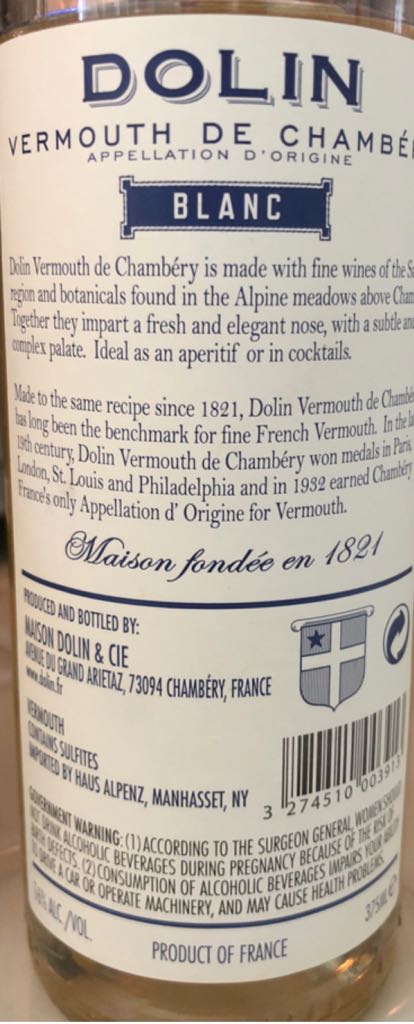 DOLIN
VERMOUTH DE CHAMBÉ
APPELLATION D'ORIGINE
BLANC
Dolin Vermouth de Chambéry is made with fine wines of the Sa
region and botanicals found in the Alpine meadows above Cham
Together they impart a fresh and elegant nose, with a subtle and
complex palate. Ideal as an aperitif or in cocktails.
Made to the same recipe since 1821, Dolin Vermouth de Chambé
has long been the benchmark for fine French Vermouth. In the la
19th century, Dolin Vermouth de Chambéry won medals in Paris,
London, St. Louis and Philadelphia and in 1932 earned Chambéry
France's only Appellation d' Origine for Vermouth.
Maison fondée en 1821
PRODUCED AND BOTTLED BY:
MAISON DOLIN & CIE
AVENUE DU GRAND ARIETAZ, 73094 CHAMBÉRY, FRANCE
www.dolin.fr
VERMOUTH
CONTAINS SULFITES
IMPORTED BY HAUS ALPENZ, MANHASSET, NY
3 274510 003913
GOVERNMENT WARNING: (1) ACCORDING TO THE SURGEON GENERAL, WOMEN SHOULD
NOT DRINK ALCOHOLIC BEVERAGES DURING PREGNANCY BECAUSE OF THE RISK OF
BIRTH DEFECTS. (2) CONSUMPTION OF ALCOHOLIC BEVERAGES IMPAIRS YOUR ABILITY
TO DRIVE A CAR OR OPERATE MACHINERY, AND MAY CAUSE HEALTH PROBLEMS.
16% ALC./VOL.
375ML e
PRODUCT OF FRANCE